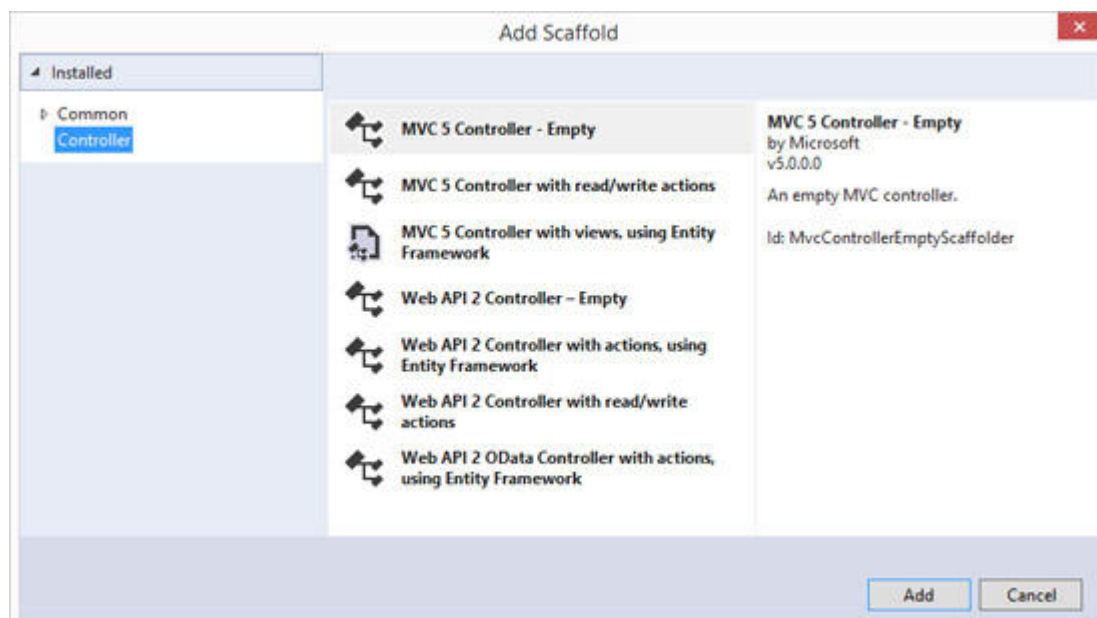 Add Scaffold
Installed
Common
Controller
MVC 5 Controller - Empty
MVC 5 Controller with read/write actions
MVC 5 Controller with views, using Entity
Framework
Web API 2 Controller – Empty
Web API 2 Controller with actions, using
Entity Framework
Web API 2 Controller with read/write
actions
Web API 2 OData Controller with actions,
using Entity Framework
MVC 5 Controller - Empty
by Microsoft
v5.0.0.0
An empty MVC controller.
Id: MvcControllerEmptyScaffolder
Add
Cancel